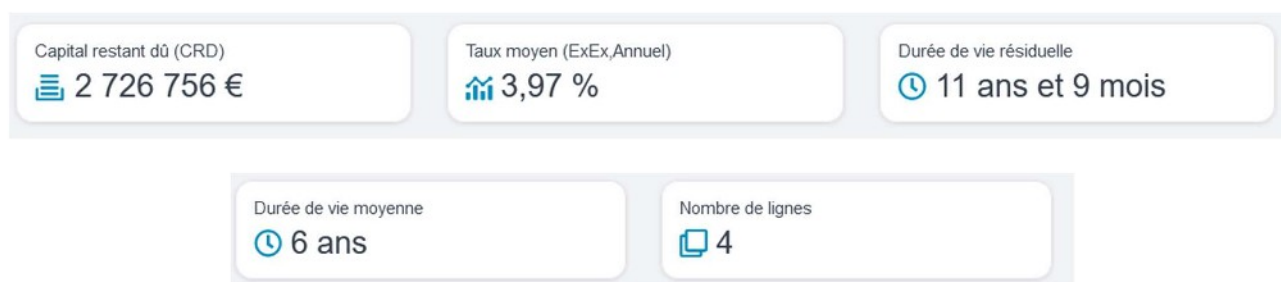 Capital restant dû (CRD)
2 726 756 €
Taux moyen (ExEx,Annuel)
3,97 %
Durée de vie résiduelle
11 ans et 9 mois
Durée de vie moyenne
6 ans
Nombre de lignes
4